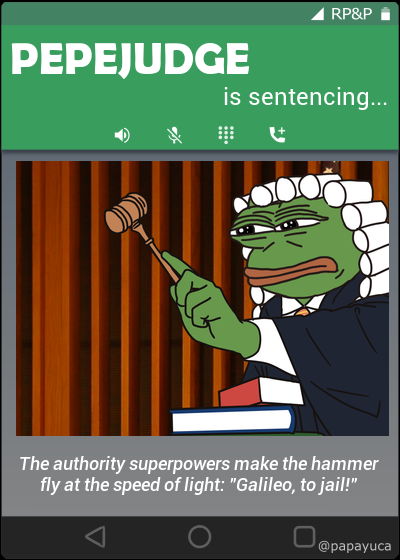 RP&P
PEPEJUDGE
is sentencing...
The authority superpowers make the hammer
fly at the speed of light: "Galileo, to jail!"
@papayuca